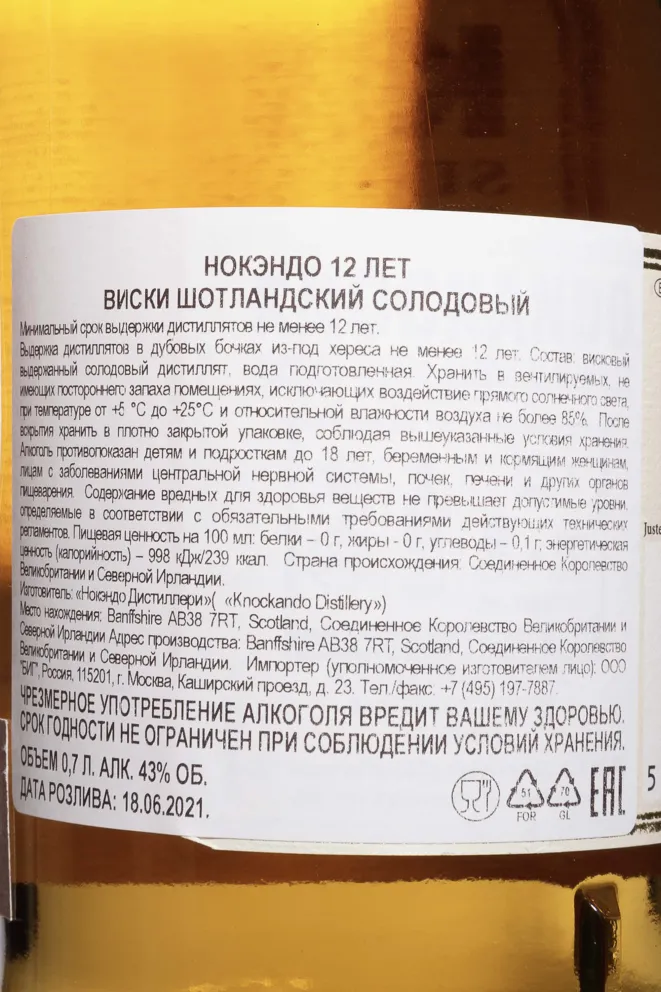 НОКЭНДО 12 ЛЕТ
ВИСКИ ШОТЛАНДСКИЙ СОЛОДОВЫЙ
Минимальный срок выдержки дистиллятов не менее 12 лет.
Выдержка дистиллятов в дубовых бочках из-под хереса не менее 12 лет. Состав: висковый
выдержанный солодовый дистиллят, вода подготовленная. Хранить в вентилируемых, не
имеющих постороннего запаха помещениях, исключающих воздействие прямого солнечного света,
при температуре от +5 °С до +25°С и относительной влажности воздуха не более 85%. После
вскрытия хранить в плотно закрытой упаковке, соблюдая вышеуказанные условия хранения.
Алкоголь противопоказан детям и подросткам до 18 лет, беременным и кормящим женщинам,
лицам с заболеваниями центральной нервной системы, почек, печени и других органов
пищеварения. Содержание вредных для здоровья веществ не превышает допустимые уровни,
определяемые в соответствии с обязательными требованиями действующих технических
регламентов. Пищевая ценность на 100 мл: белки – 0 г, жиры - 0 г, углеводы – 0,1 г; энергетическая
ценность (калорийность) – 998 кДж/239 ккал. Страна происхождения: Соединенное Королевство
Великобритании и Северной Ирландии.
Изготовитель: «Нокэндо Дистиллери»( «Knockando Distillery»)
Место нахождения: Banffshire AB38 7RT, Scotland, Соединенное Королевство Великобритании и
Северной Ирландии Адрес производства: Banffshire AB38 7RT, Scotland, Соединенное Королевство
Великобритании и Северной Ирландии. Импортер (уполномоченное изготовителем лицо): ООО
"БИГ", Россия, 115201, г. Москва, Каширский проезд, д. 23. Тел./факс: +7 (495) 197-7887.
ЧРЕЗМЕРНОЕ УПОТРЕБЛЕНИЕ АЛКОГОЛЯ ВРЕДИТ ВАШЕМУ ЗДОРОВЬЮ.
СРОК ГОДНОСТИ НЕ ОГРАНИЧЕН ПРИ СОБЛЮДЕНИИ УСЛОВИЙ ХРАНЕНИЯ.
ОБЪЕМ 0,7 Л. АЛК. 43% ОБ.
ДАТА РОЗЛИВА: 18.06.2021.
51
FOR
70
GL
EAC
Juste
5